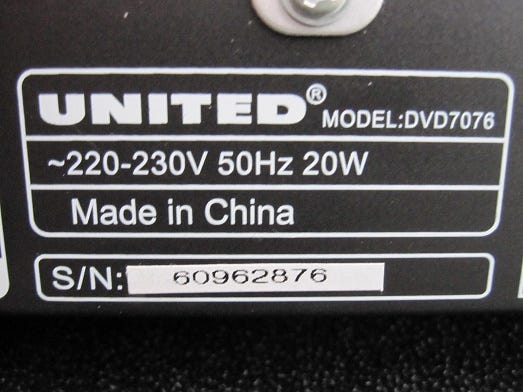 UNITED® MODEL:DVD7076
~220-230V 50Hz 20W
Made in China
S/N: 60962876